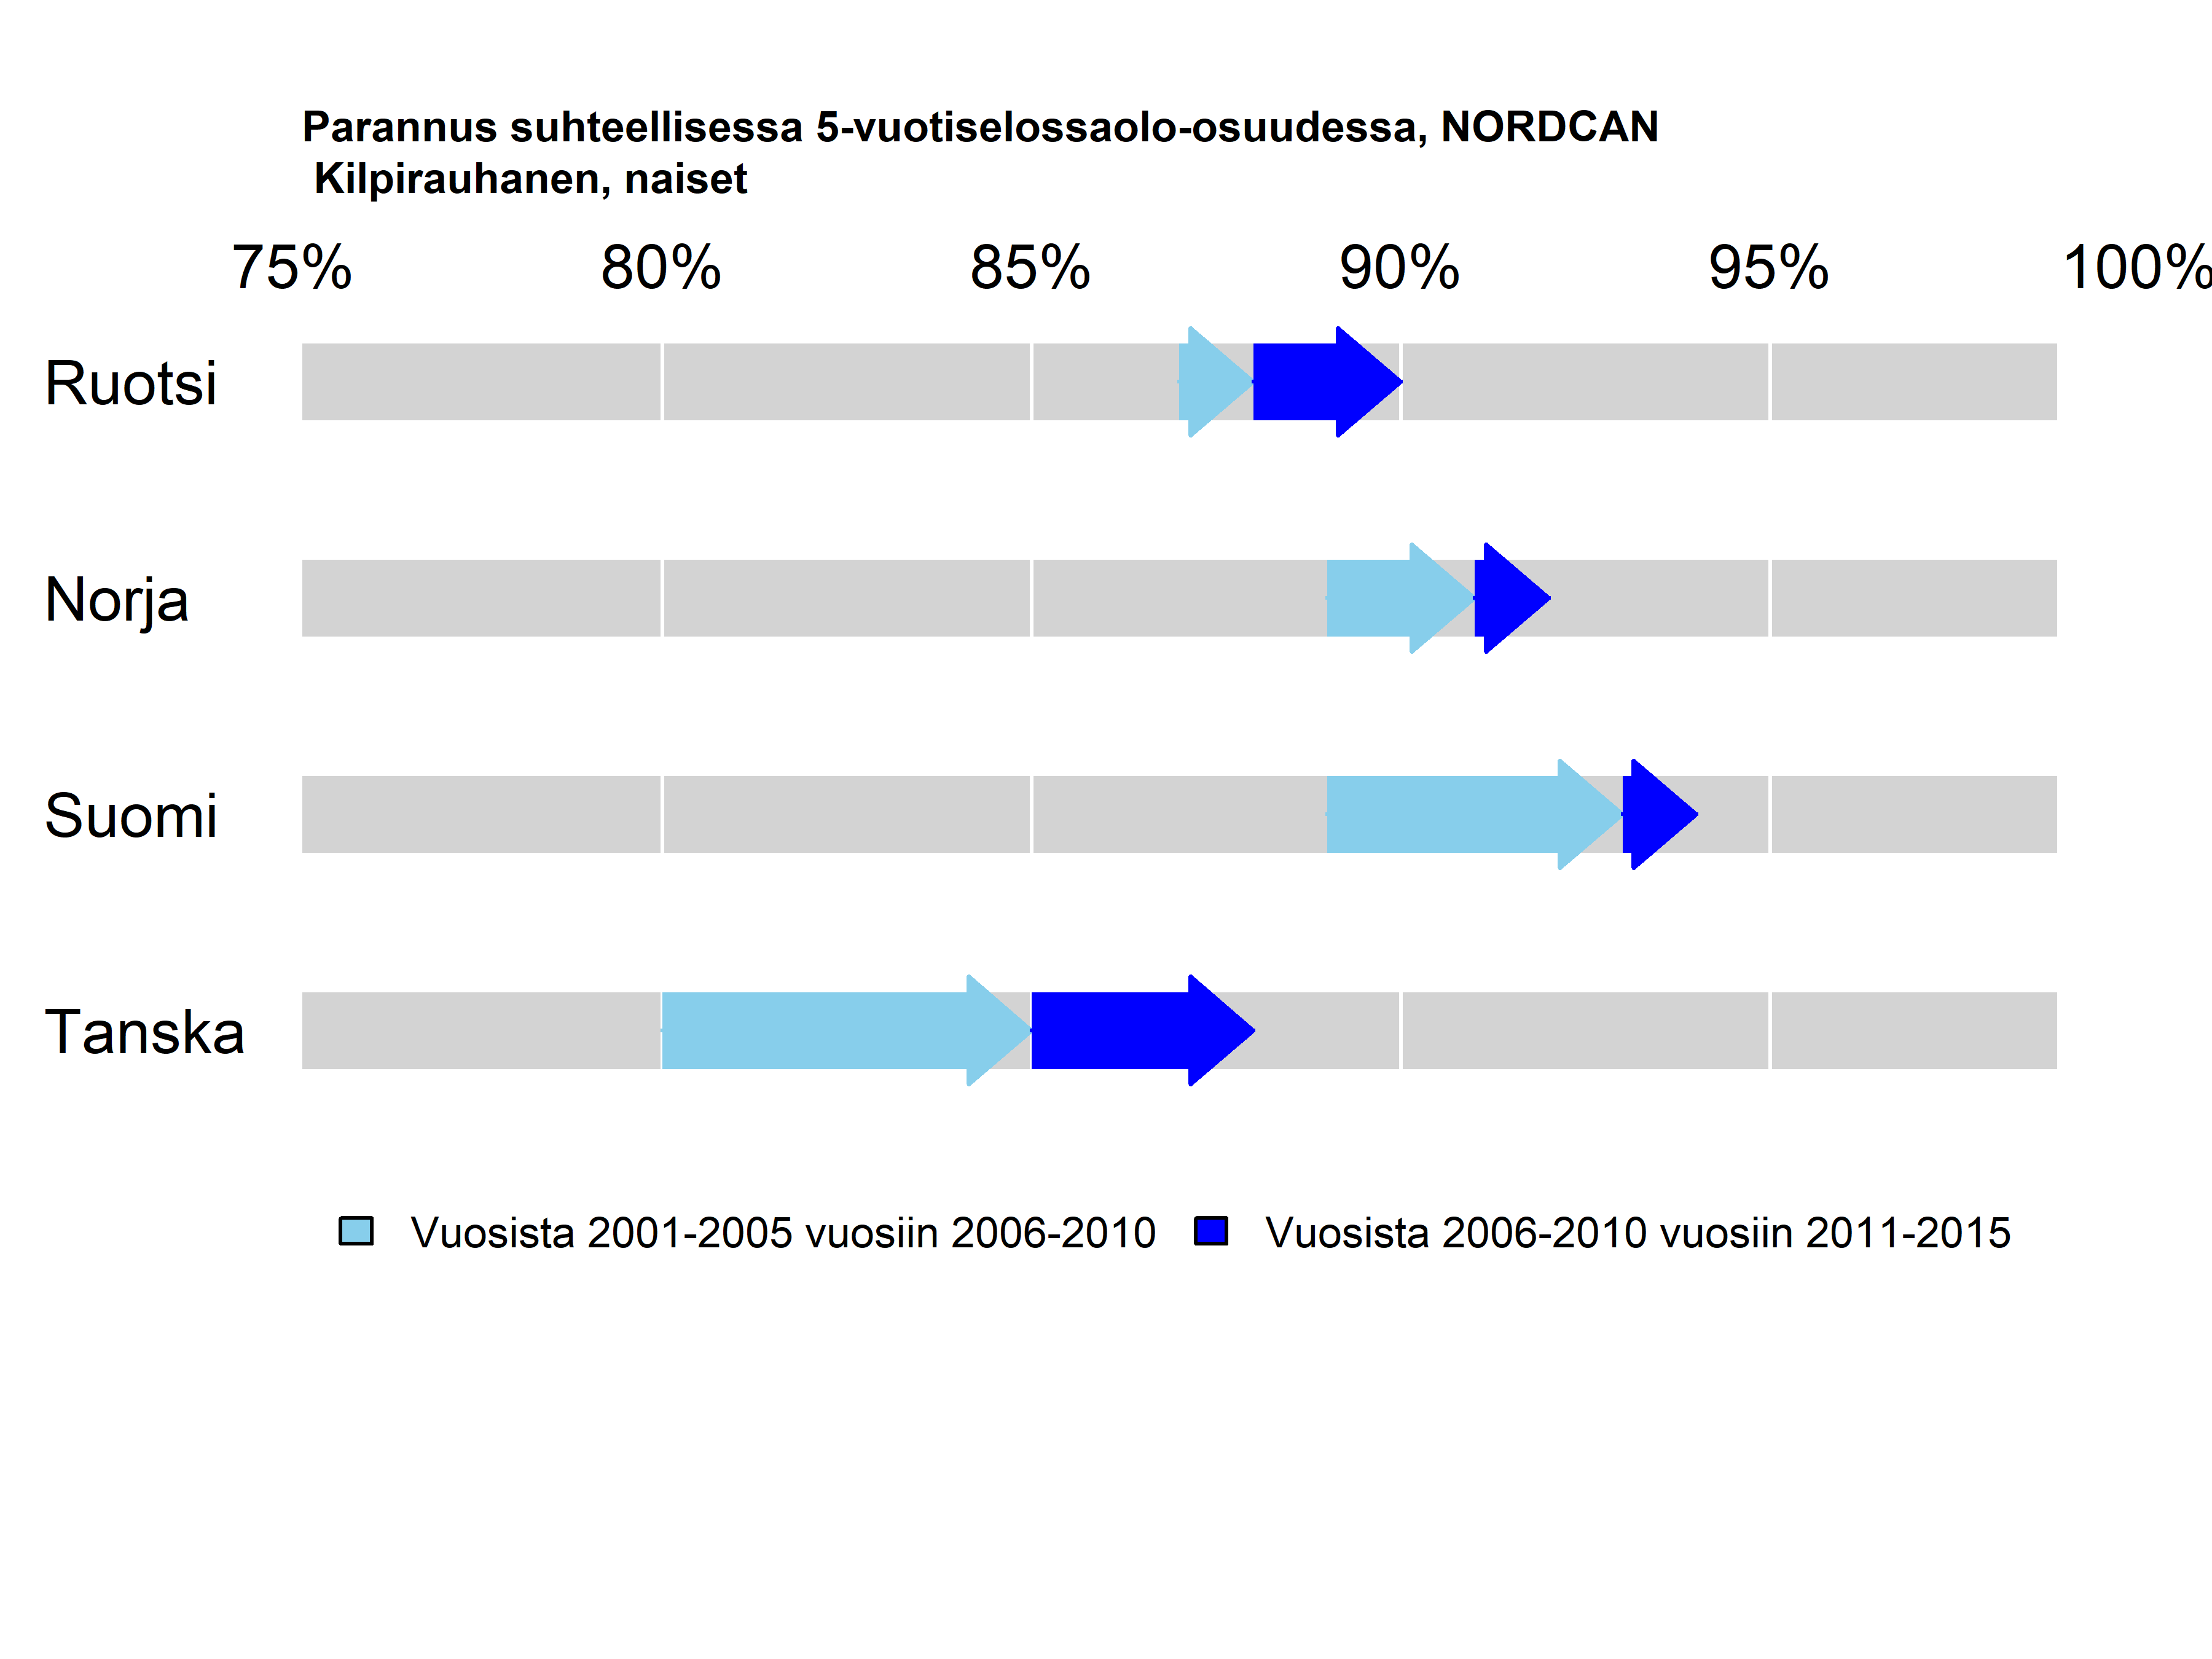 Parannus suhteellisessa 5-vuotiselossaolo-osuudessa, NORDCAN
Kilpirauhanen, naiset
75% 80% 85% 90% 95% 100%
Ruotsi
Norja
Suomi
Tanska
Vuosista 2001-2005 vuosiin 2006-2010 Vuosista 2006-2010 vuosiin 2011-2015